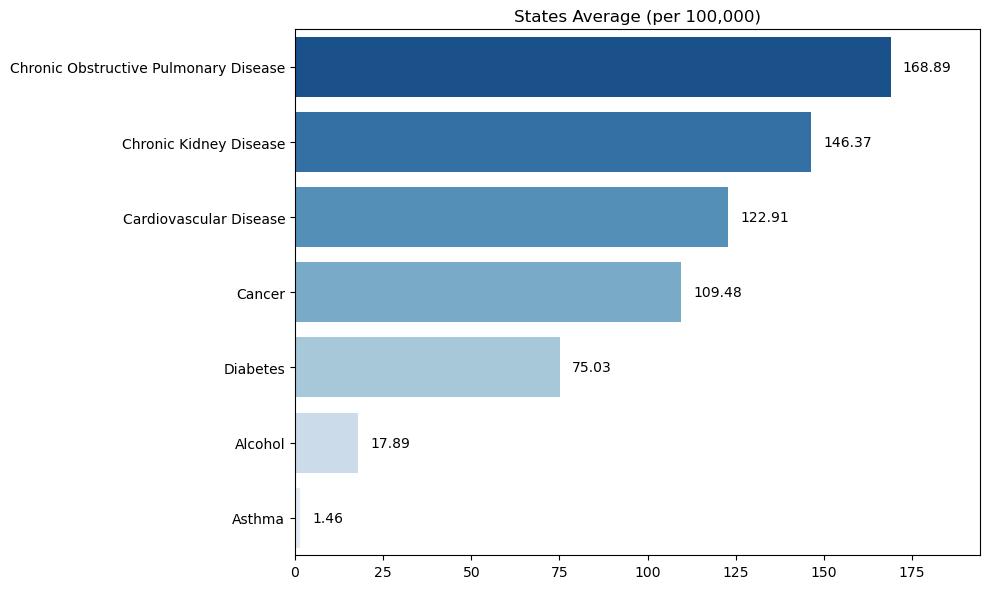 States Average (per 100,000)
Chronic Obstructive Pulmonary Disease 168.89
Chronic Kidney Disease 146.37
Cardiovascular Disease 122.91
Cancer 109.48
Diabetes 75.03
Alcohol 17.89
Asthma 1.46
0 25 50 75 100 125 150 175